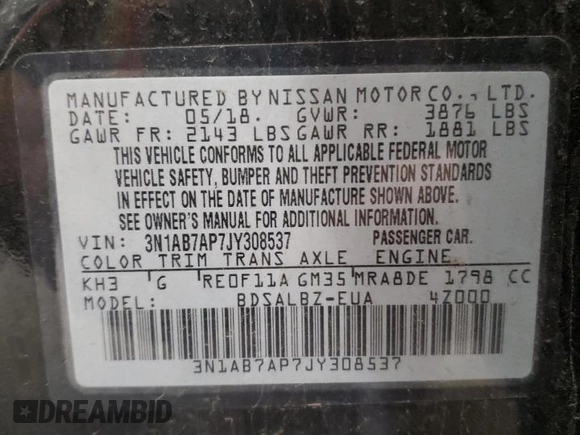 MANUFACTURED BY NISSAN MOTOR CO., LTD.
DATE: 05/18. GVWR: 3876 LBS
GAWR FR: 2143 LBS GAWR RR: 1881 LBS
THIS VEHICLE CONFORMS TO ALL APPLICABLE FEDERAL MOTOR
VEHICLE SAFETY, BUMPER AND THEFT PREVENTION STANDARDS
IN EFFECT ON THE DATE OF MANUFACTURE SHOWN ABOVE.
SEE OWNER'S MANUAL FOR ADDITIONAL INFORMATION.
VIN: 3N1AB7AP7JY308537 PASSENGER CAR.
COLOR TRIM TRANS AXLE ENGINE.
KH3 G RE0F11A GM35 MRA8DE 1798 CC
MODEL: BDSALBZ-EUA 4Z000
3N1AB7AP7JY308537
DREAMBID